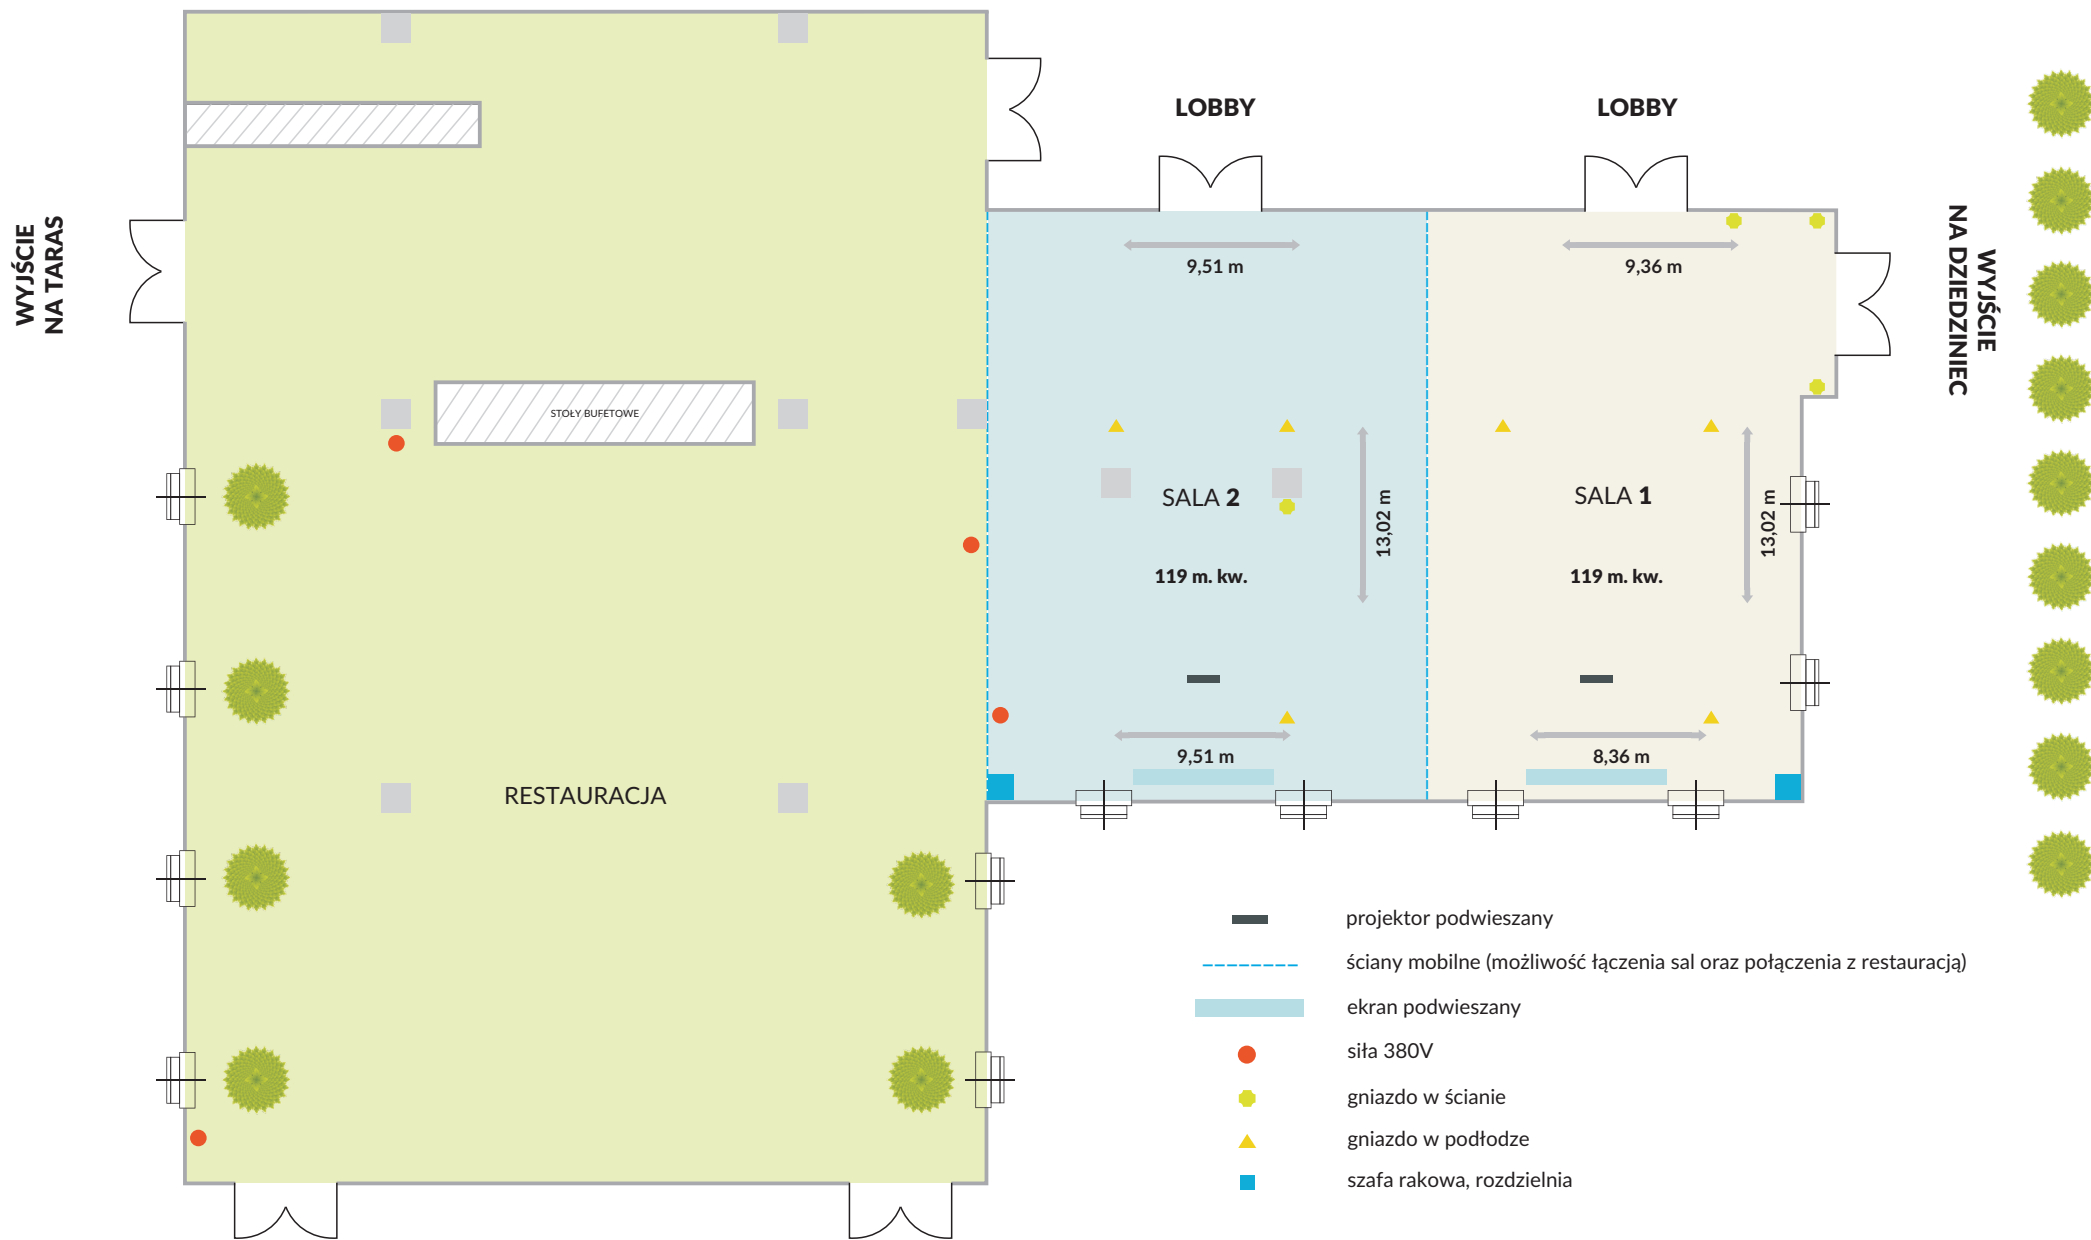 LOBBY
LOBBY
WYJŚCIE
NA TARAS
WYJŚCIE
NA DZIEDZINIEC
9,51 m
9,36 m
STOŁY BUFETOWE
SALA 2
13,02 m
119 m. kw.
SALA 1
13,02 m
119 m. kw.
9,51 m
8,36 m
RESTAURACJA
projektor podwieszany
ściany mobilne (możliwość łączenia sal oraz połączenia z restauracją)
ekran podwieszany
siła 380V
gniazdo w ścianie
gniazdo w podłodze
szafa rakowa, rozdzielnia